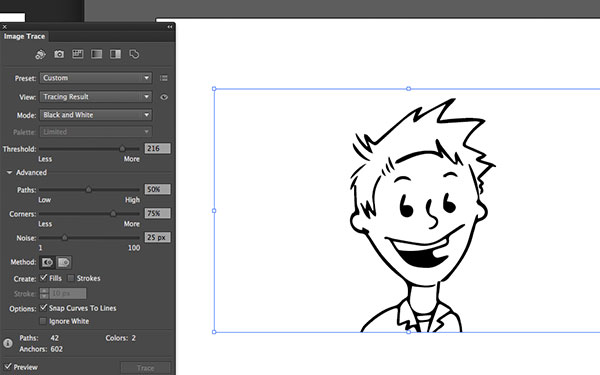 Image Trace
Preset: Custom
View: Tracing Result
Mode: Black and White
Palette: Limited
Threshold: 216
Less More
Advanced
Paths: 50%
Low High
Corners: 75%
Less More
Noise: 25 px
1 100
Method:
Create: Fills Strokes
Stroke: 10 px
Options: Snap Curves To Lines
Ignore White
Paths: 42 Colors: 2
Anchors: 602
Preview Trace